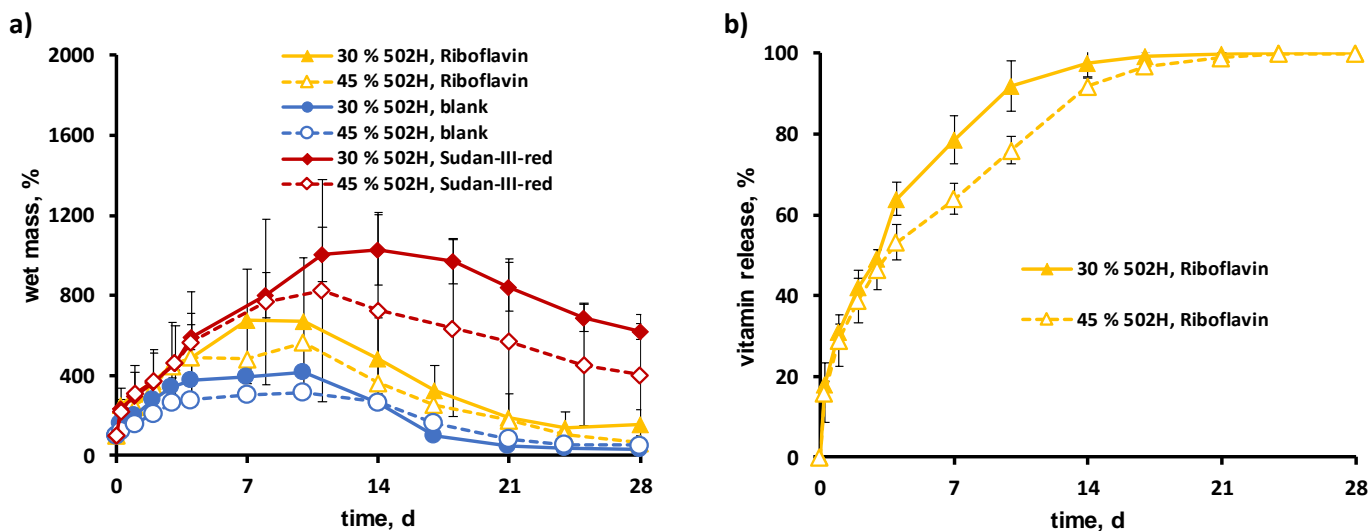 a)
2000
1600
1200
800
400
0
wet mass, %
30 % 502H, Riboflavin
45 % 502H, Riboflavin
30 % 502H, blank
45 % 502H, blank
30 % 502H, Sudan-III-red
45 % 502H, Sudan-III-red
0 7 14 21 28
time, d
b)
100
80
60
40
20
0
vitamin release, %
30 % 502H, Riboflavin
45 % 502H, Riboflavin
0 7 14 21 28
time, d